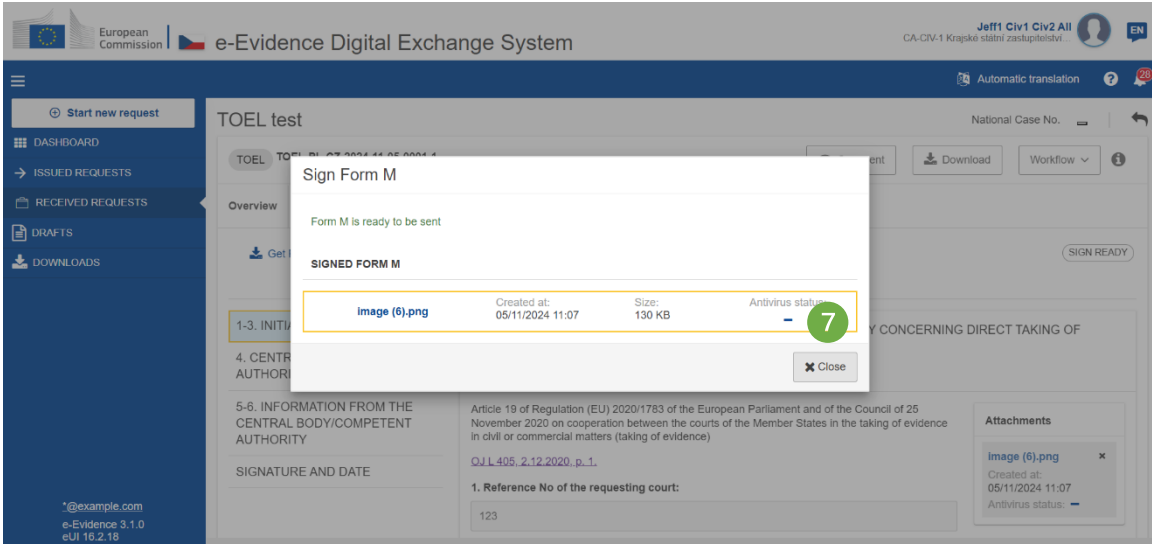 European
Commission
e-Evidence Digital Exchange System
Jeff1 Civ1 Civ2 All
CA-CIV-1 Krajské státní zastupitelství...
EN
Automatic translation
?
28
Start new request
DASHBOARD
ISSUED REQUESTS
RECEIVED REQUESTS
DRAFTS
DOWNLOADS
*@example.com
e-Evidence 3.1.0
eUI 16.2.18
TOEL test
National Case No.
TOEL
Download
Workflow
Overview
Get
SIGN READY
Sign Form M
Form M is ready to be sent
SIGNED FORM M
image (6).png
Created at:
05/11/2024 11:07
Size:
130 KB
Antivirus status:
7
Close
1-3. INITI
4. CENTR
AUTHORI
5-6. INFORMATION FROM THE
CENTRAL BODY/COMPETENT
AUTHORITY
SIGNATURE AND DATE
Y CONCERNING DIRECT TAKING OF
Article 19 of Regulation (EU) 2020/1783 of the European Parliament and of the Council of 25
November 2020 on cooperation between the courts of the Member States in the taking of evidence
in civil or commercial matters (taking of evidence)
OJ L 405, 2.12.2020, p. 1.
1. Reference No of the requesting court:
123
Attachments
image (6).png
Created at:
05/11/2024 11:07
Antivirus status: